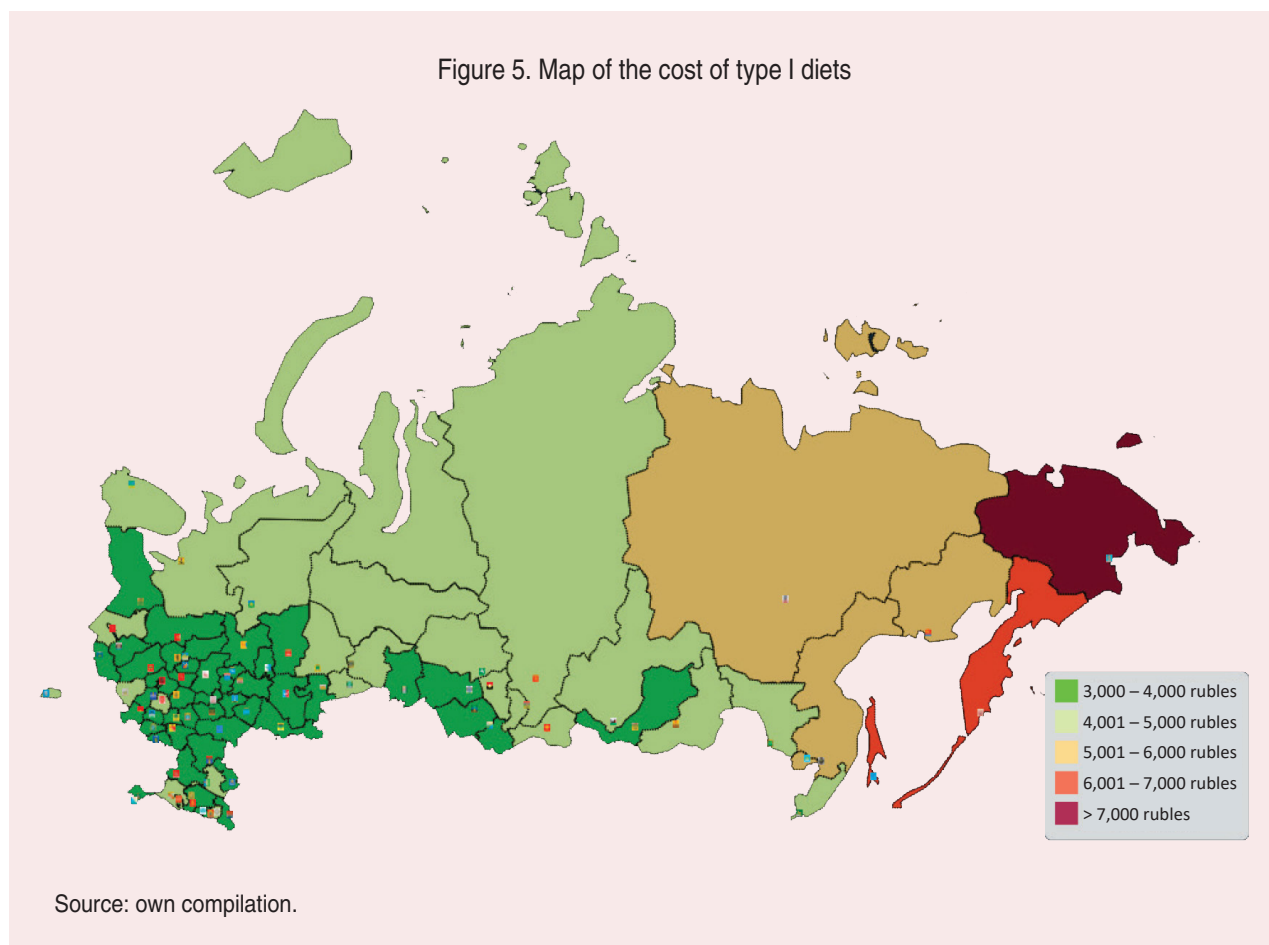 Figure 5. Map of the cost of type I diets
3,000 – 4,000 rubles
4,001 – 5,000 rubles
5,001 – 6,000 rubles
6,001 – 7,000 rubles
> 7,000 rubles
Source: own compilation.